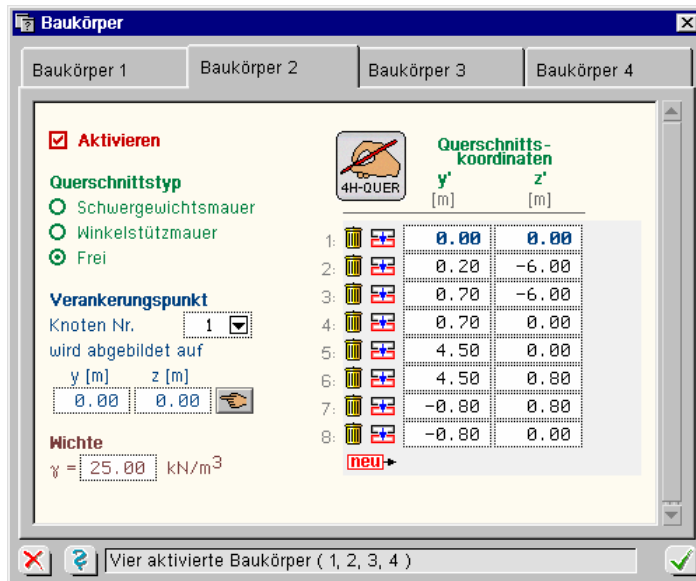 Baukörper
Baukörper 1 Baukörper 2 Baukörper 3 Baukörper 4
Aktivieren
Querschnittstyp
Schwergewichtsmauer
Winkelstützmauer
Frei
Verankerungspunkt
Knoten Nr. 1
wird abgebildet auf
y [m] z [m]
0.00 0.00
Wichte
γ = 25.00 kN/m³
4H-QUER
Querschnitts-
koordinaten
y' z'
[m] [m]
1: 0.00 0.00
2: 0.20 -6.00
3: 0.70 -6.00
4: 0.70 0.00
5: 4.50 0.00
6: 4.50 0.80
7: -0.80 0.80
8: -0.80 0.00
neu
Vier aktivierte Baukörper ( 1, 2, 3, 4 )